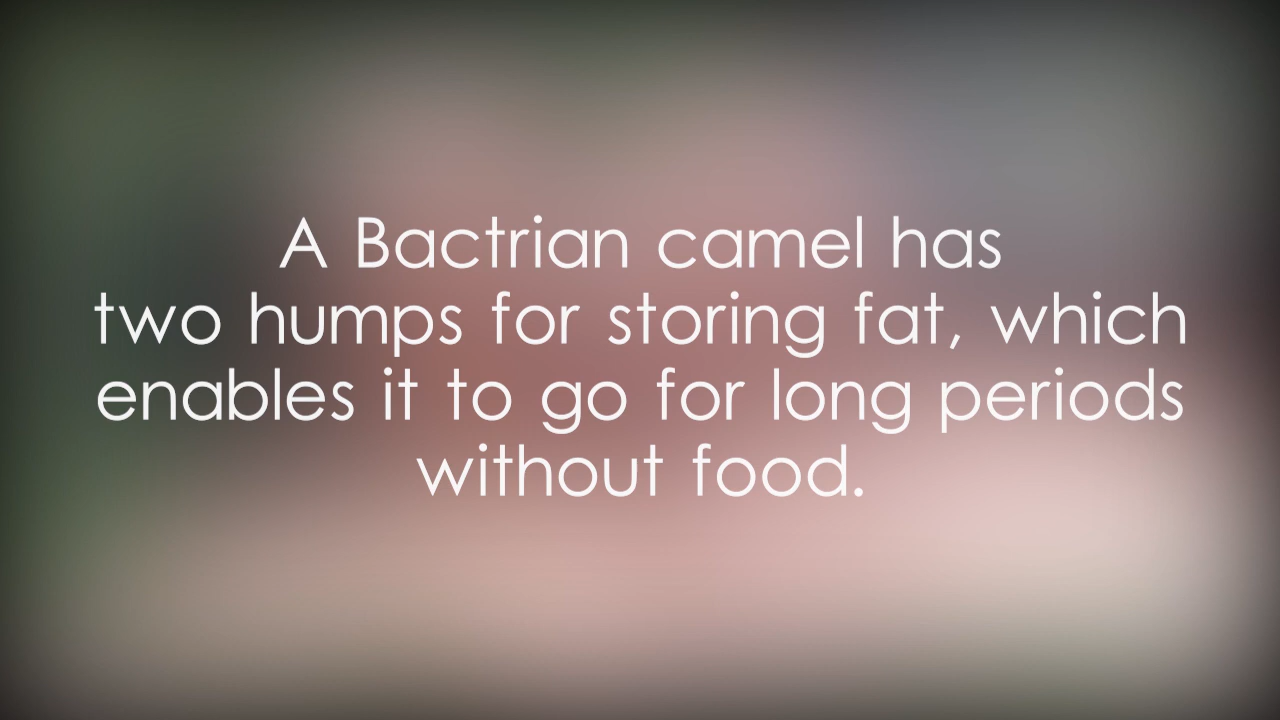 A Bactrian camel has
two humps for storing fat, which
enables it to go for long periods
without food.